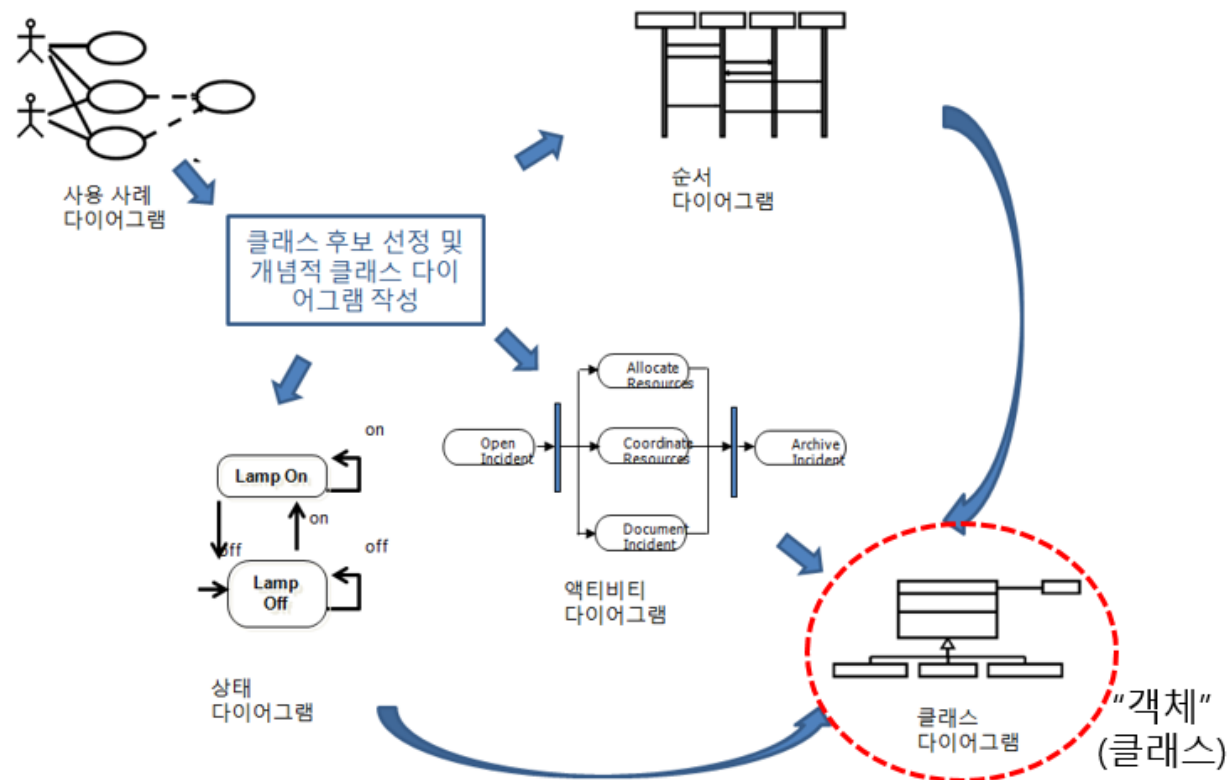 사용 사례
다이어그램
순서
다이어그램
클래스 후보 선정 및
개념적 클래스 다이
어그램 작성
Allocate
Resources
Open
Incident
Coordinate
Resources
Archive
Incident
Document
Incident
액티비티
다이어그램
on
Lamp On
on
off
off
Lamp
Off
상태
다이어그램
클래스
다이어그램
"객체"
(클래스)